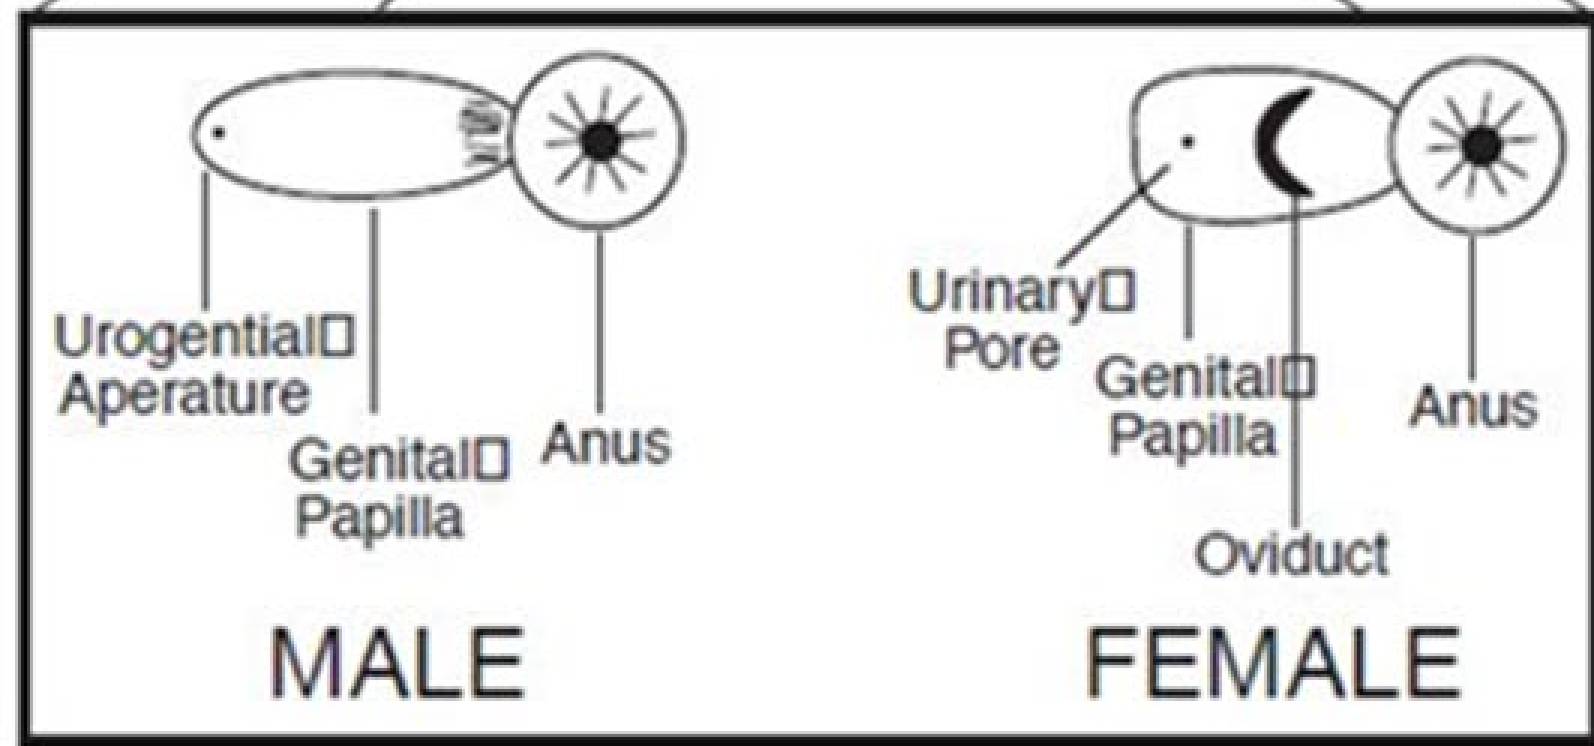 Urogential□
Aperature
Genital□
Papilla
Anus
MALE
Urinary□
Pore
Genital□
Papilla
Oviduct
Anus
FEMALE